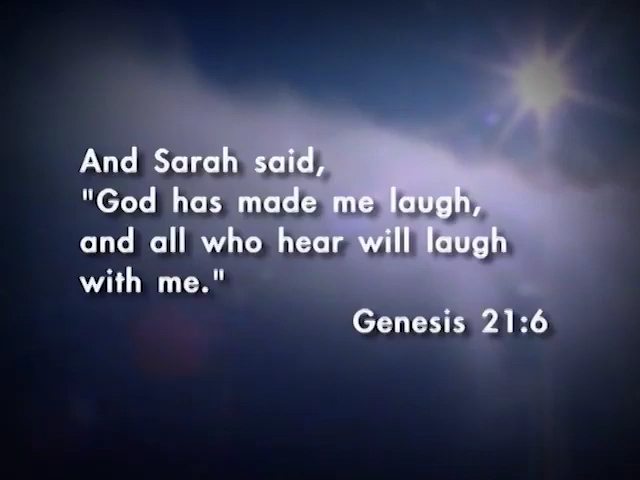 And Sarah said,
"God has made me laugh,
and all who hear will laugh
with me."
Genesis 21:6